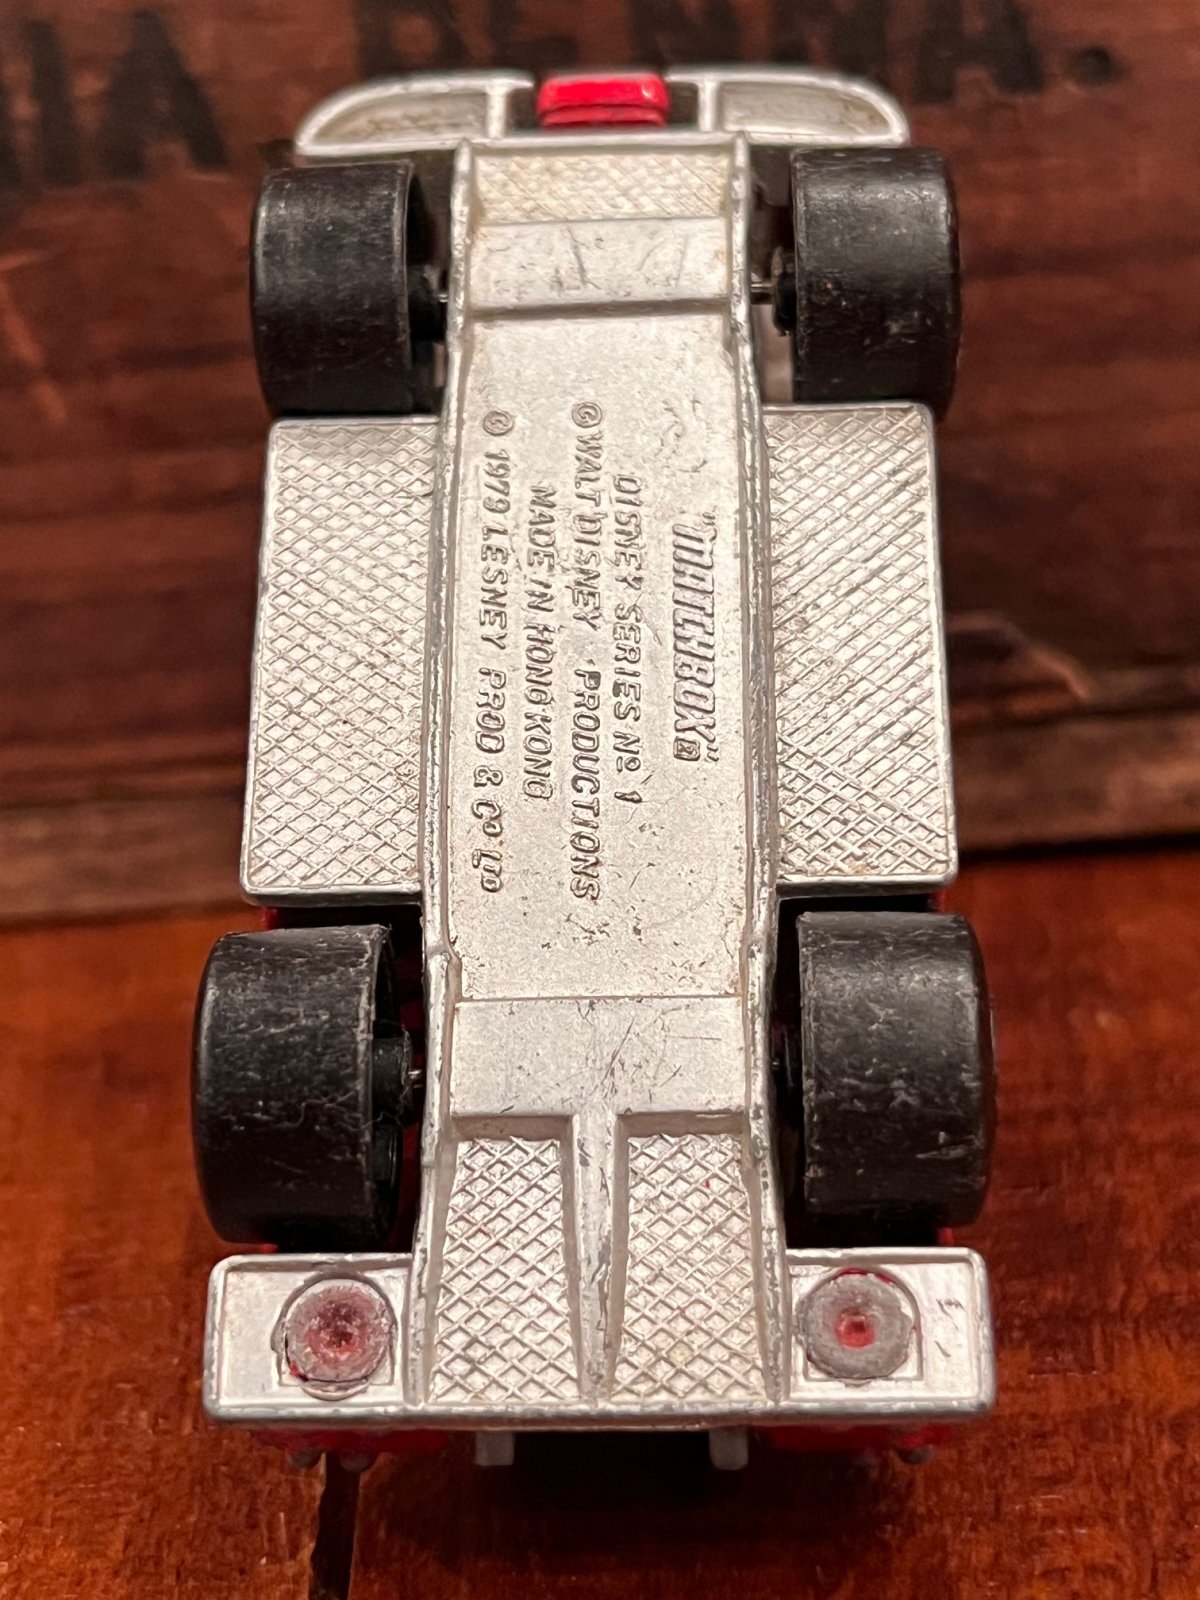 "MATCHBOX" ®
DISNEY SERIES Nº 1
© WALT DISNEY PRODUCTIONS
MADE IN HONG KONG
© 1979 LESNEY PROD & Co LTD